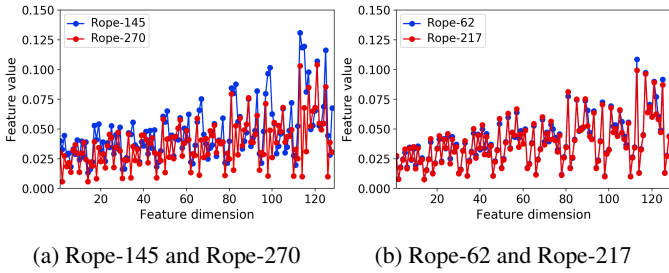 0.150
0.125
0.100
0.075
0.050
0.025
0.000
Feature value
Rope-145
Rope-270
20 40 60 80 100 120
Feature dimension
(a) Rope-145 and Rope-270
0.150
0.125
0.100
0.075
0.050
0.025
0.000
Feature value
Rope-62
Rope-217
20 40 60 80 100 120
Feature dimension
(b) Rope-62 and Rope-217